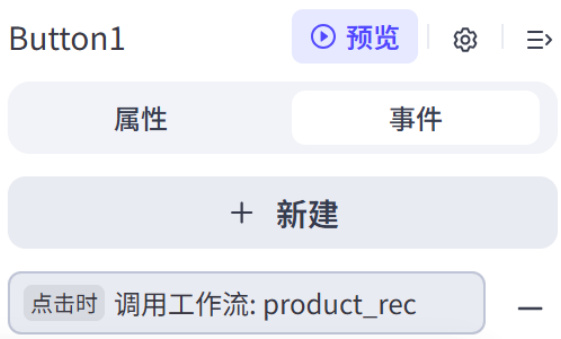 Button1 预览
属性 事件
+ 新建
点击时 调用工作流: product_rec